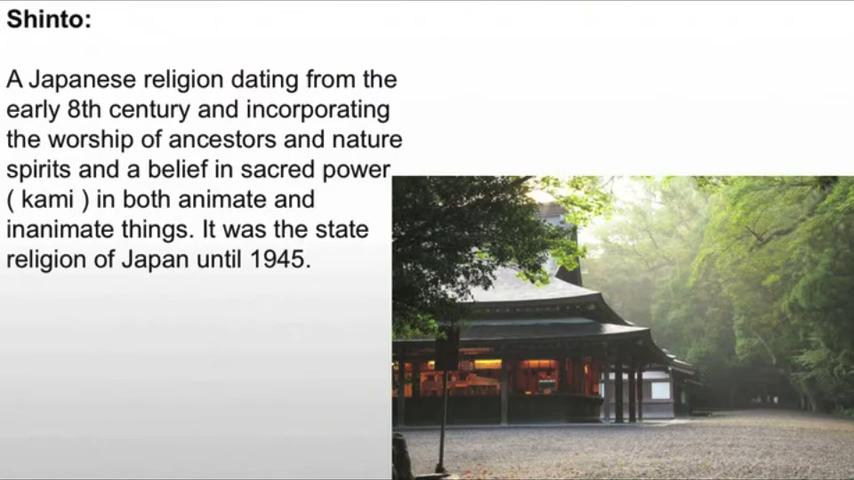 Shinto:
A Japanese religion dating from the
early 8th century and incorporating
the worship of ancestors and nature
spirits and a belief in sacred power
( kami ) in both animate and
inanimate things. It was the state
religion of Japan until 1945.